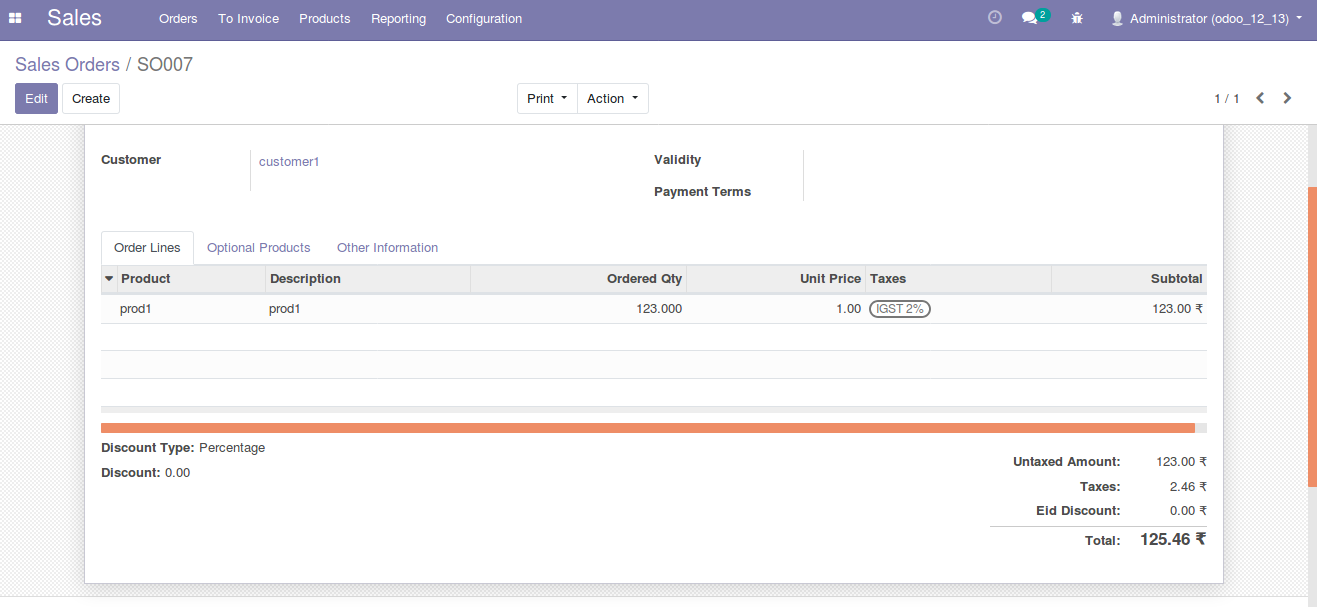 Sales Orders To Invoice Products Reporting Configuration 2 Administrator (odoo_12_13)
Sales Orders / SO007
Edit Create Print Action 1 / 1
Customer customer1 Validity
Payment Terms
Order Lines Optional Products Other Information
Product Description Ordered Qty Unit Price Taxes Subtotal
prod1 prod1 123.000 1.00 IGST 2% 123.00 ₹
Discount Type: Percentage
Discount: 0.00
Untaxed Amount: 123.00 ₹
Taxes: 2.46 ₹
Eid Discount: 0.00 ₹
Total: 125.46 ₹